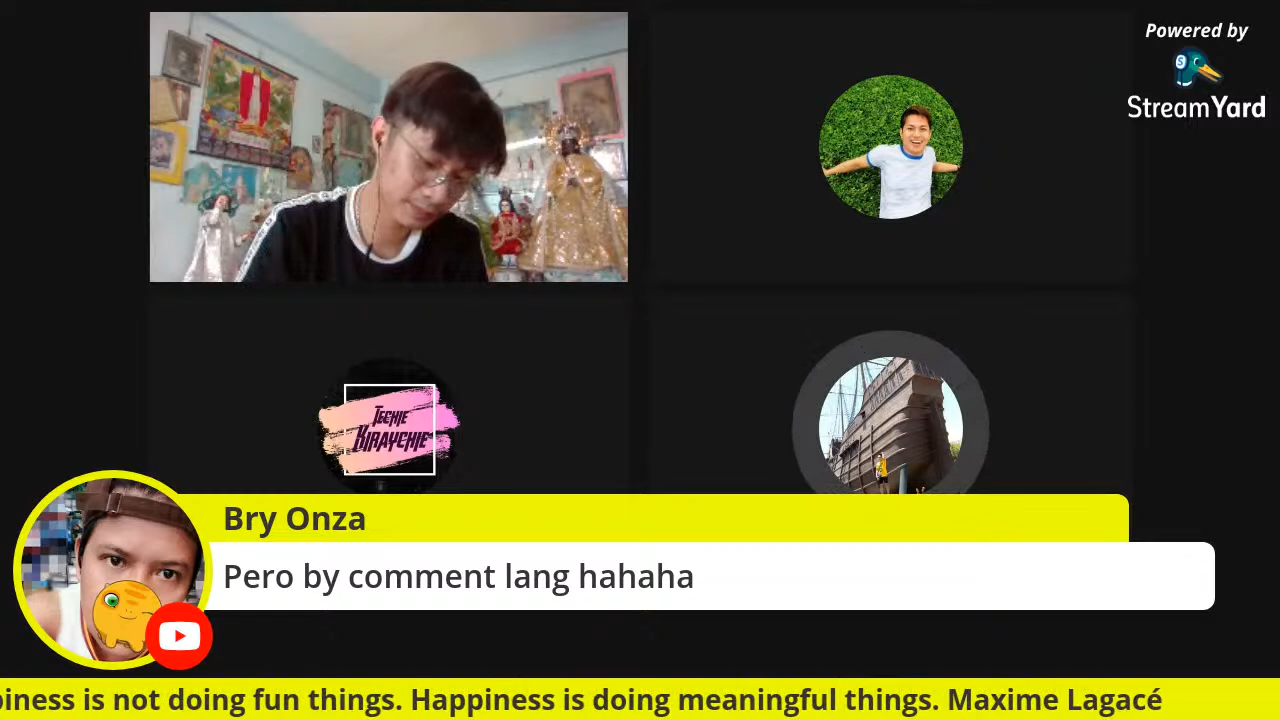 Powered by
StreamYard
TECHIE
KIRAYCHIE
Bry Onza
Pero by comment lang hahaha
piness is not doing fun things. Happiness is doing meaningful things. Maxime Lagacé